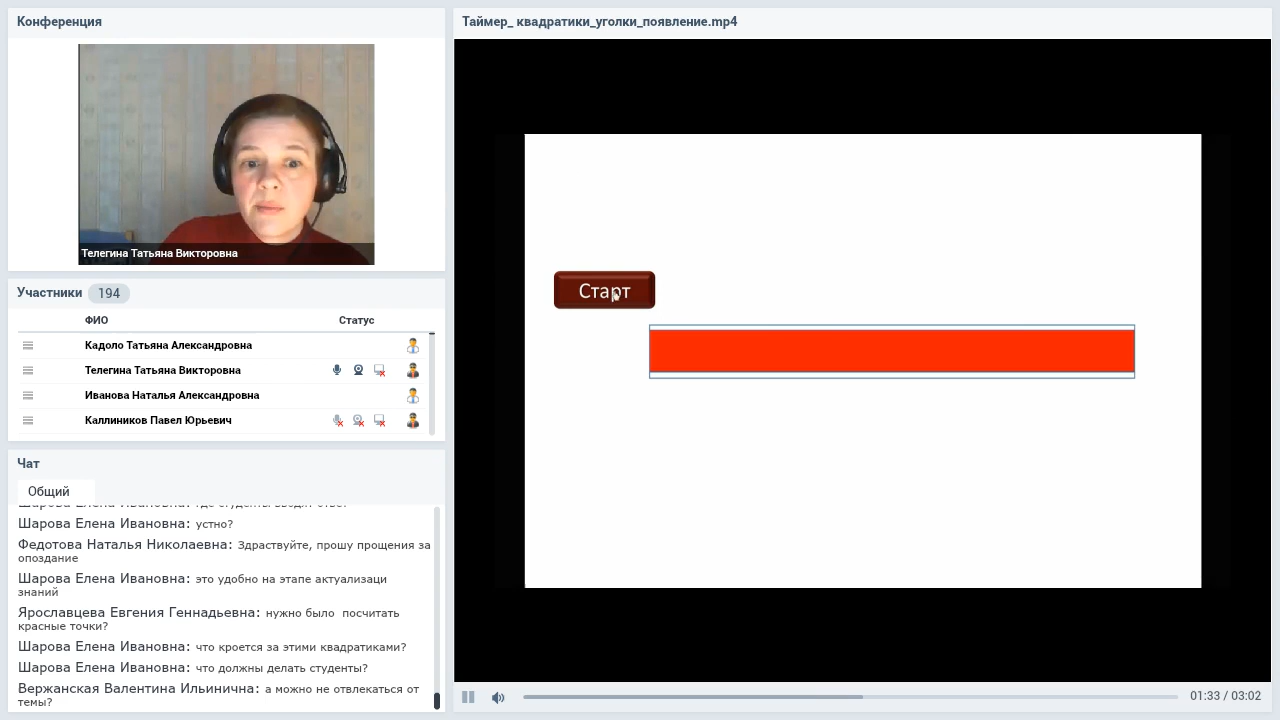 Конференция
Телегина Татьяна Викторовна
Участники 194
ФИО Статус
Кадоло Татьяна Александровна
Телегина Татьяна Викторовна
Иванова Наталья Александровна
Каллиников Павел Юрьевич
Чат
Общий
Шарова Елена Ивановна:
Шарова Елена Ивановна: устно?
Федотова Наталья Николаевна: Здраствуйте, прошу прощения за
опоздание
Шарова Елена Ивановна: это удобно на этапе актуализаци
знаний
Ярославцева Евгения Геннадьевна: нужно было посчитать
красные точки?
Шарова Елена Ивановна: что кроется за этими квадратиками?
Шарова Елена Ивановна: что должны делать студенты?
Вержанская Валентина Ильинична: а можно не отвлекаться от
темы?
Таймер_ квадратики_уголки_появление.mp4
Старт
01:33 / 03:02